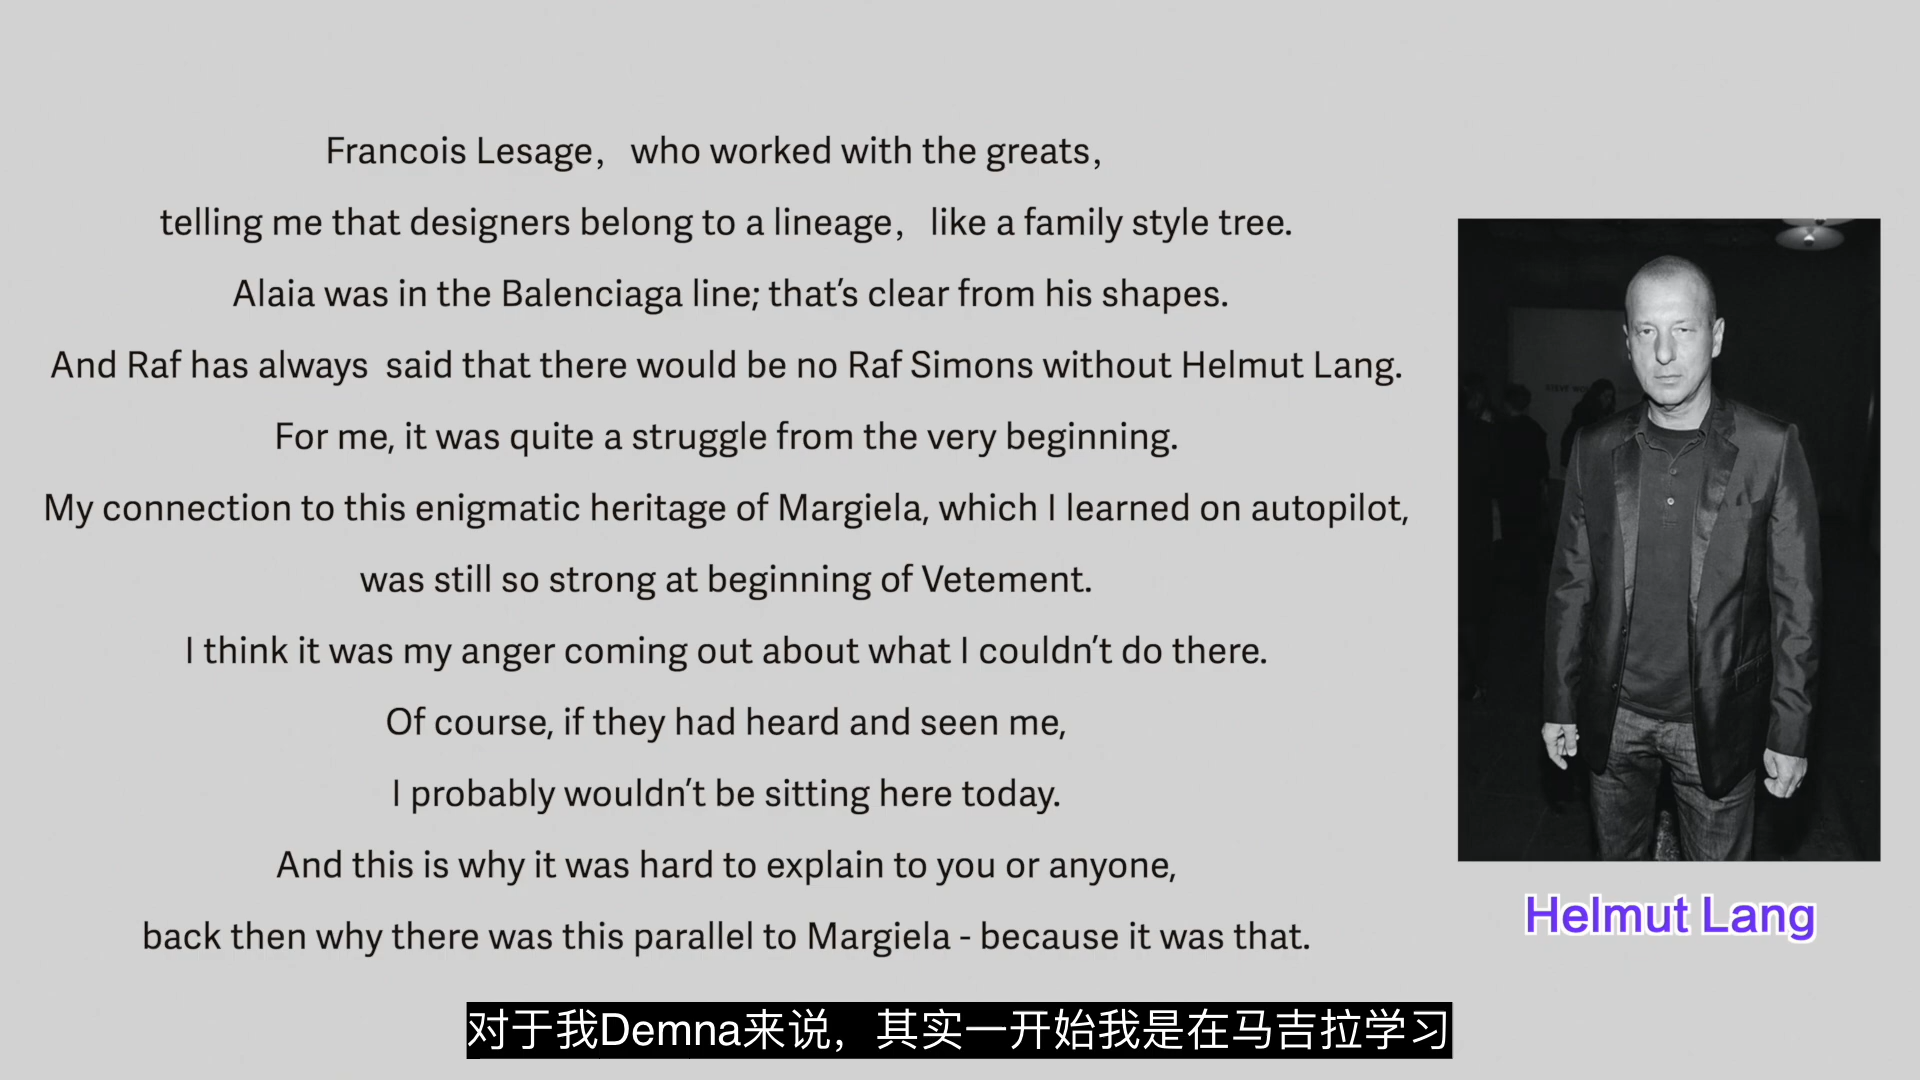 Francois Lesage，who worked with the greats，
telling me that designers belong to a lineage，like a family style tree.
Alaia was in the Balenciaga line; that’s clear from his shapes.
And Raf has always  said that there would be no Raf Simons without Helmut Lang.
For me, it was quite a struggle from the very beginning.
My connection to this enigmatic heritage of Margiela, which I learned on autopilot,
was still so strong at beginning of Vetement.
I think it was my anger coming out about what I couldn’t do there.
Of course, if they had heard and seen me,
I probably wouldn’t be sitting here today.
And this is why it was hard to explain to you or anyone,
back then why there was this parallel to Margiela - because it was that.
Helmut Lang
对于我Demna来说，其实一开始我是在马吉拉学习